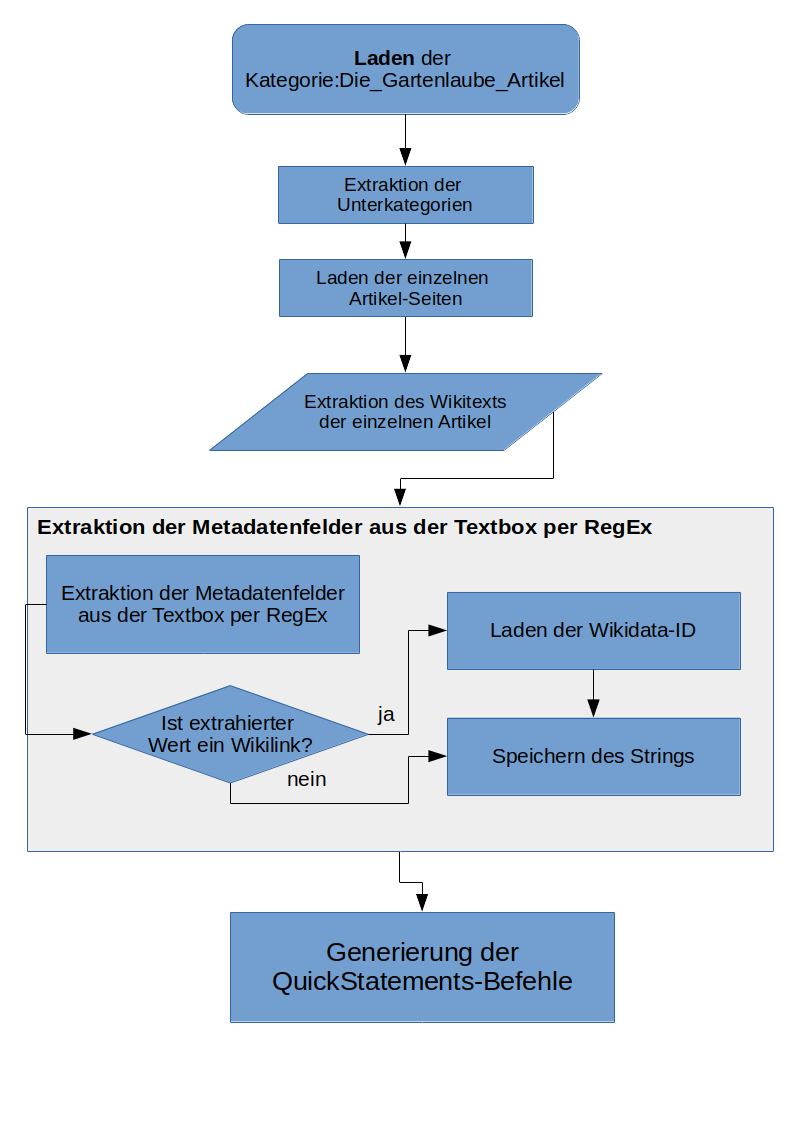 Laden der
Kategorie:Die_Gartenlaube_Artikel
Extraktion der
Unterkategorien
Laden der einzelnen
Artikel-Seiten
Extraktion des Wikitexts
der einzelnen Artikel
Extraktion der Metadatenfelder aus der Textbox per RegEx
Extraktion der Metadatenfelder
aus der Textbox per RegEx
Laden der Wikidata-ID
ja
Ist extrahierter
Wert ein Wikilink?
nein
Speichern des Strings
Generierung der
QuickStatements-Befehle